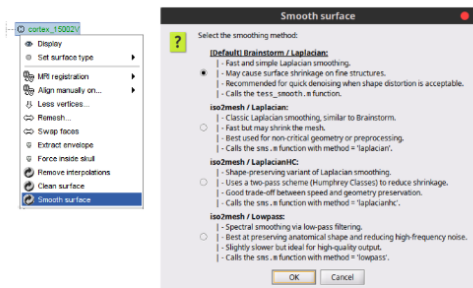 cortex_15002V
Display
Set surface type
MRI registration
Align manually on...
Less vertices...
Remesh...
Swap faces
Extract envelope
Force inside skull
Remove interpolations
Clean surface
Smooth surface
Smooth surface
Select the smoothing method:
[Default] Brainstorm / Laplacian:
| - Fast and simple Laplacian smoothing.
| - May cause surface shrinkage on fine structures.
| - Recommended for quick denoising when shape distortion is acceptable.
| - Calls the tess_smooth.m function.
iso2mesh / Laplacian:
| - Classic Laplacian smoothing, similar to Brainstorm.
| - Fast but may shrink the mesh.
| - Best used for non-critical geometry or preprocessing.
| - Calls the sms.m function with method = 'laplacian'.
iso2mesh / LaplacianHC:
| - Shape-preserving variant of Laplacian smoothing.
| - Uses a two-pass scheme (Humphrey Classes) to reduce shrinkage.
| - Good trade-off between speed and geometry preservation.
| - Calls the sms.m function with method = 'laplacianhc'.
iso2mesh / Lowpass:
| - Spectral smoothing via low-pass filtering.
| - Best at preserving anatomical shape and reducing high-frequency noise.
| - Slightly slower but ideal for high-quality output.
| - Calls the sms.m function with method = 'lowpass'.
OK Cancel